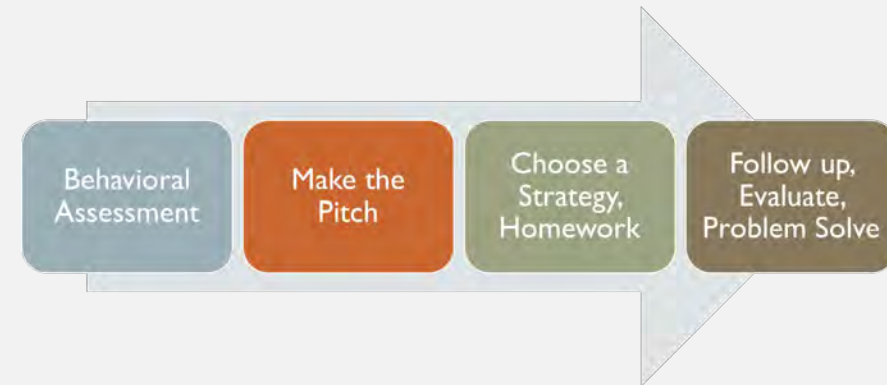 Behavioral
Assessment
Make the
Pitch
Choose a
Strategy,
Homework
Follow up,
Evaluate,
Problem Solve